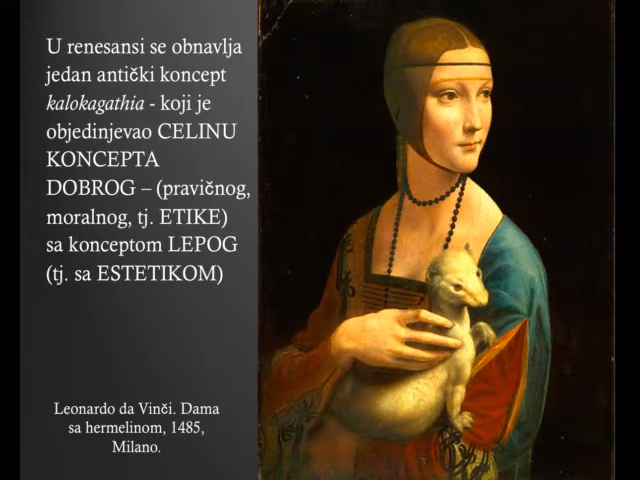 U renesansi se obnavlja
jedan antički koncept
kalokagathia - koji je
objedinjevao CELINU
KONCEPTA
DOBROG – (pravičnog,
moralnog, tj. ETIKE)
sa konceptom LEPOG
(tj. sa ESTETIKOM)
Leonardo da Vinči. Dama
sa hermelinom, 1485,
Milano.